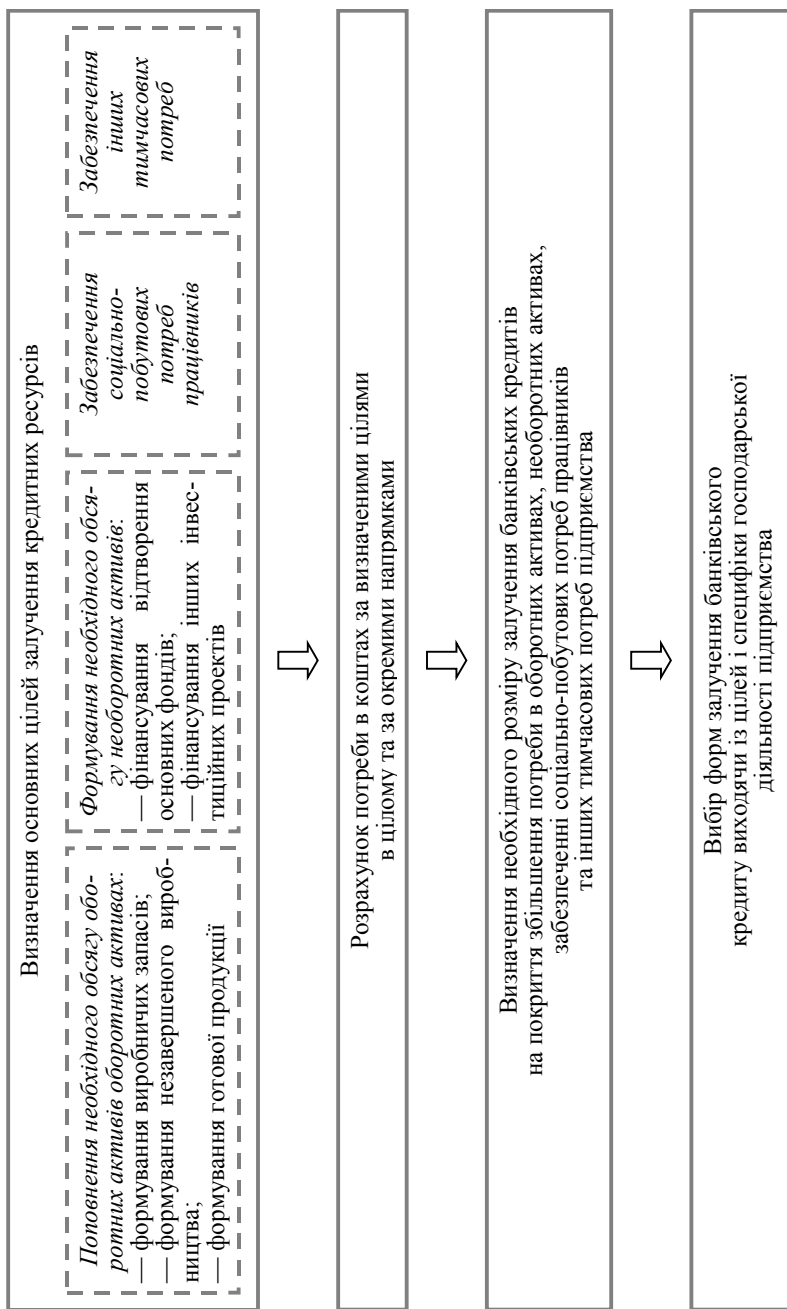 Визначення основних цілей залучення кредитних ресурсів
Поповнення необхідного обсягу обо-
ротних активів оборотних активах:
— формування виробничих запасів;
— формування незавершеного вироб-
ництва;
— формування готової продукції
Формування необхідного обся-
гу необоротних активів:
— фінансування відтворення
основних фондів;
— фінансування інших інвес-
тиційних проектів
Забезпечення
соціально-
побутових
потреб
працівників
Забезпечення
інших
тимчасових
потреб
Розрахунок потреби в коштах за визначеними цілями
в цілому та за окремими напрямками
Визначення необхідного розміру залучення банківських кредитів
на покриття збільшення потреби в оборотних активах, необоротних активах,
забезпеченні соціально-побутових потреб працівників
та інших тимчасових потреб підприємства
Вибір форм залучення банківського
кредиту виходячи із цілей і специфіки господарської
діяльності підприємства